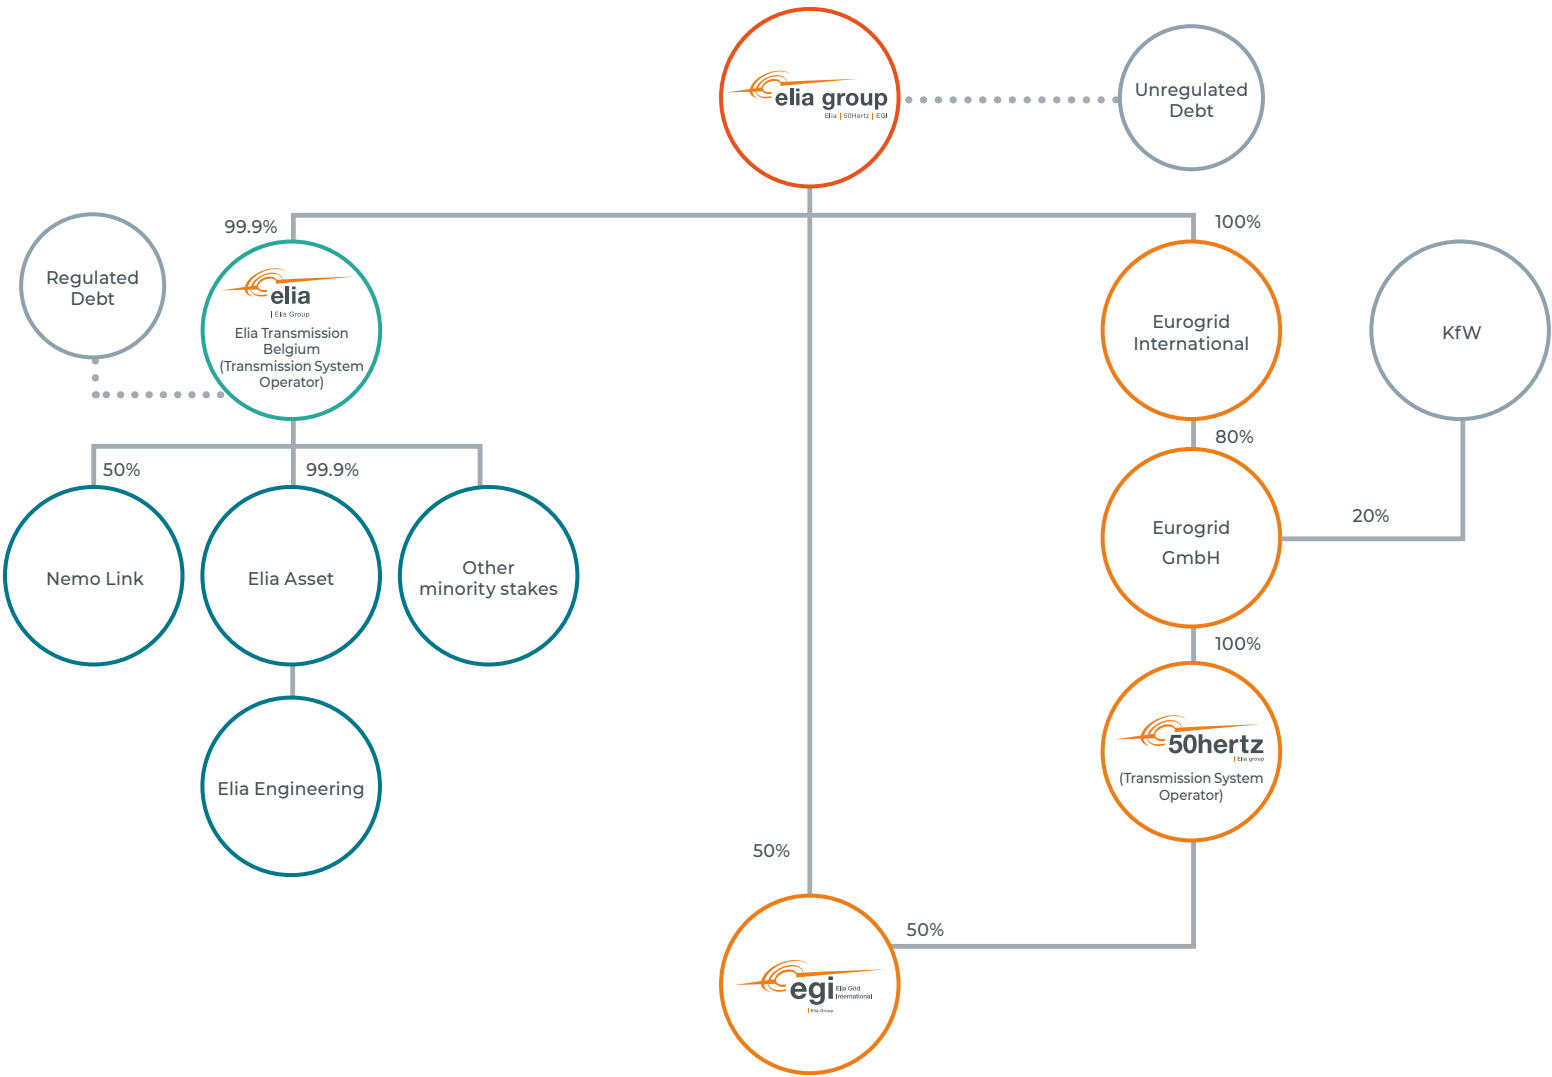 elia group
Elia | 50Hertz | EGI
Unregulated
Debt
99.9%
100%
Regulated
Debt
elia
| Elia Group
Elia Transmission
Belgium
(Transmission System
Operator)
Eurogrid
International
KfW
80%
50%
99.9%
20%
Eurogrid
GmbH
Nemo Link
Elia Asset
Other
minority stakes
100%
50hertz
| Elia group
(Transmission System
Operator)
Elia Engineering
50%
50%
egi
Elia Grid
International
| Elia Group